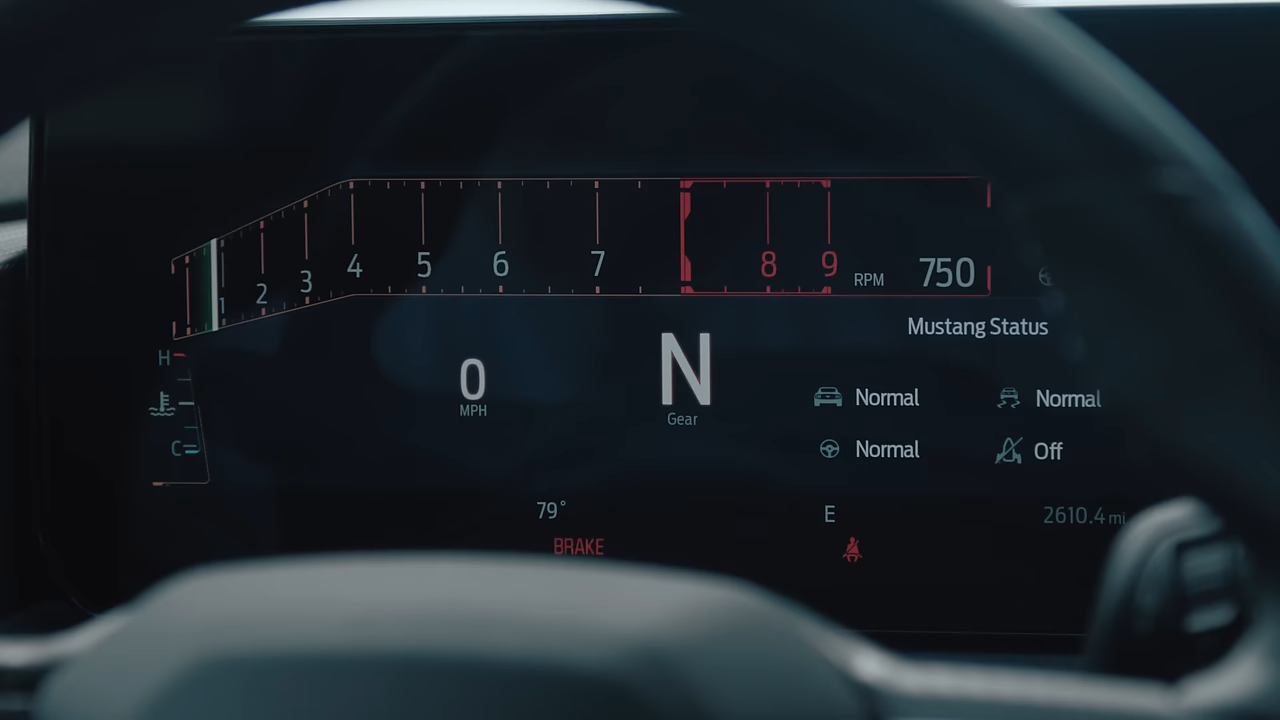 1 2 3 4 5 6 7 8 9 RPM 750
Mustang Status
H
0
MPH
N
Gear
Normal Normal
C
Normal Off
79° E 2610.4 mi
BRAKE